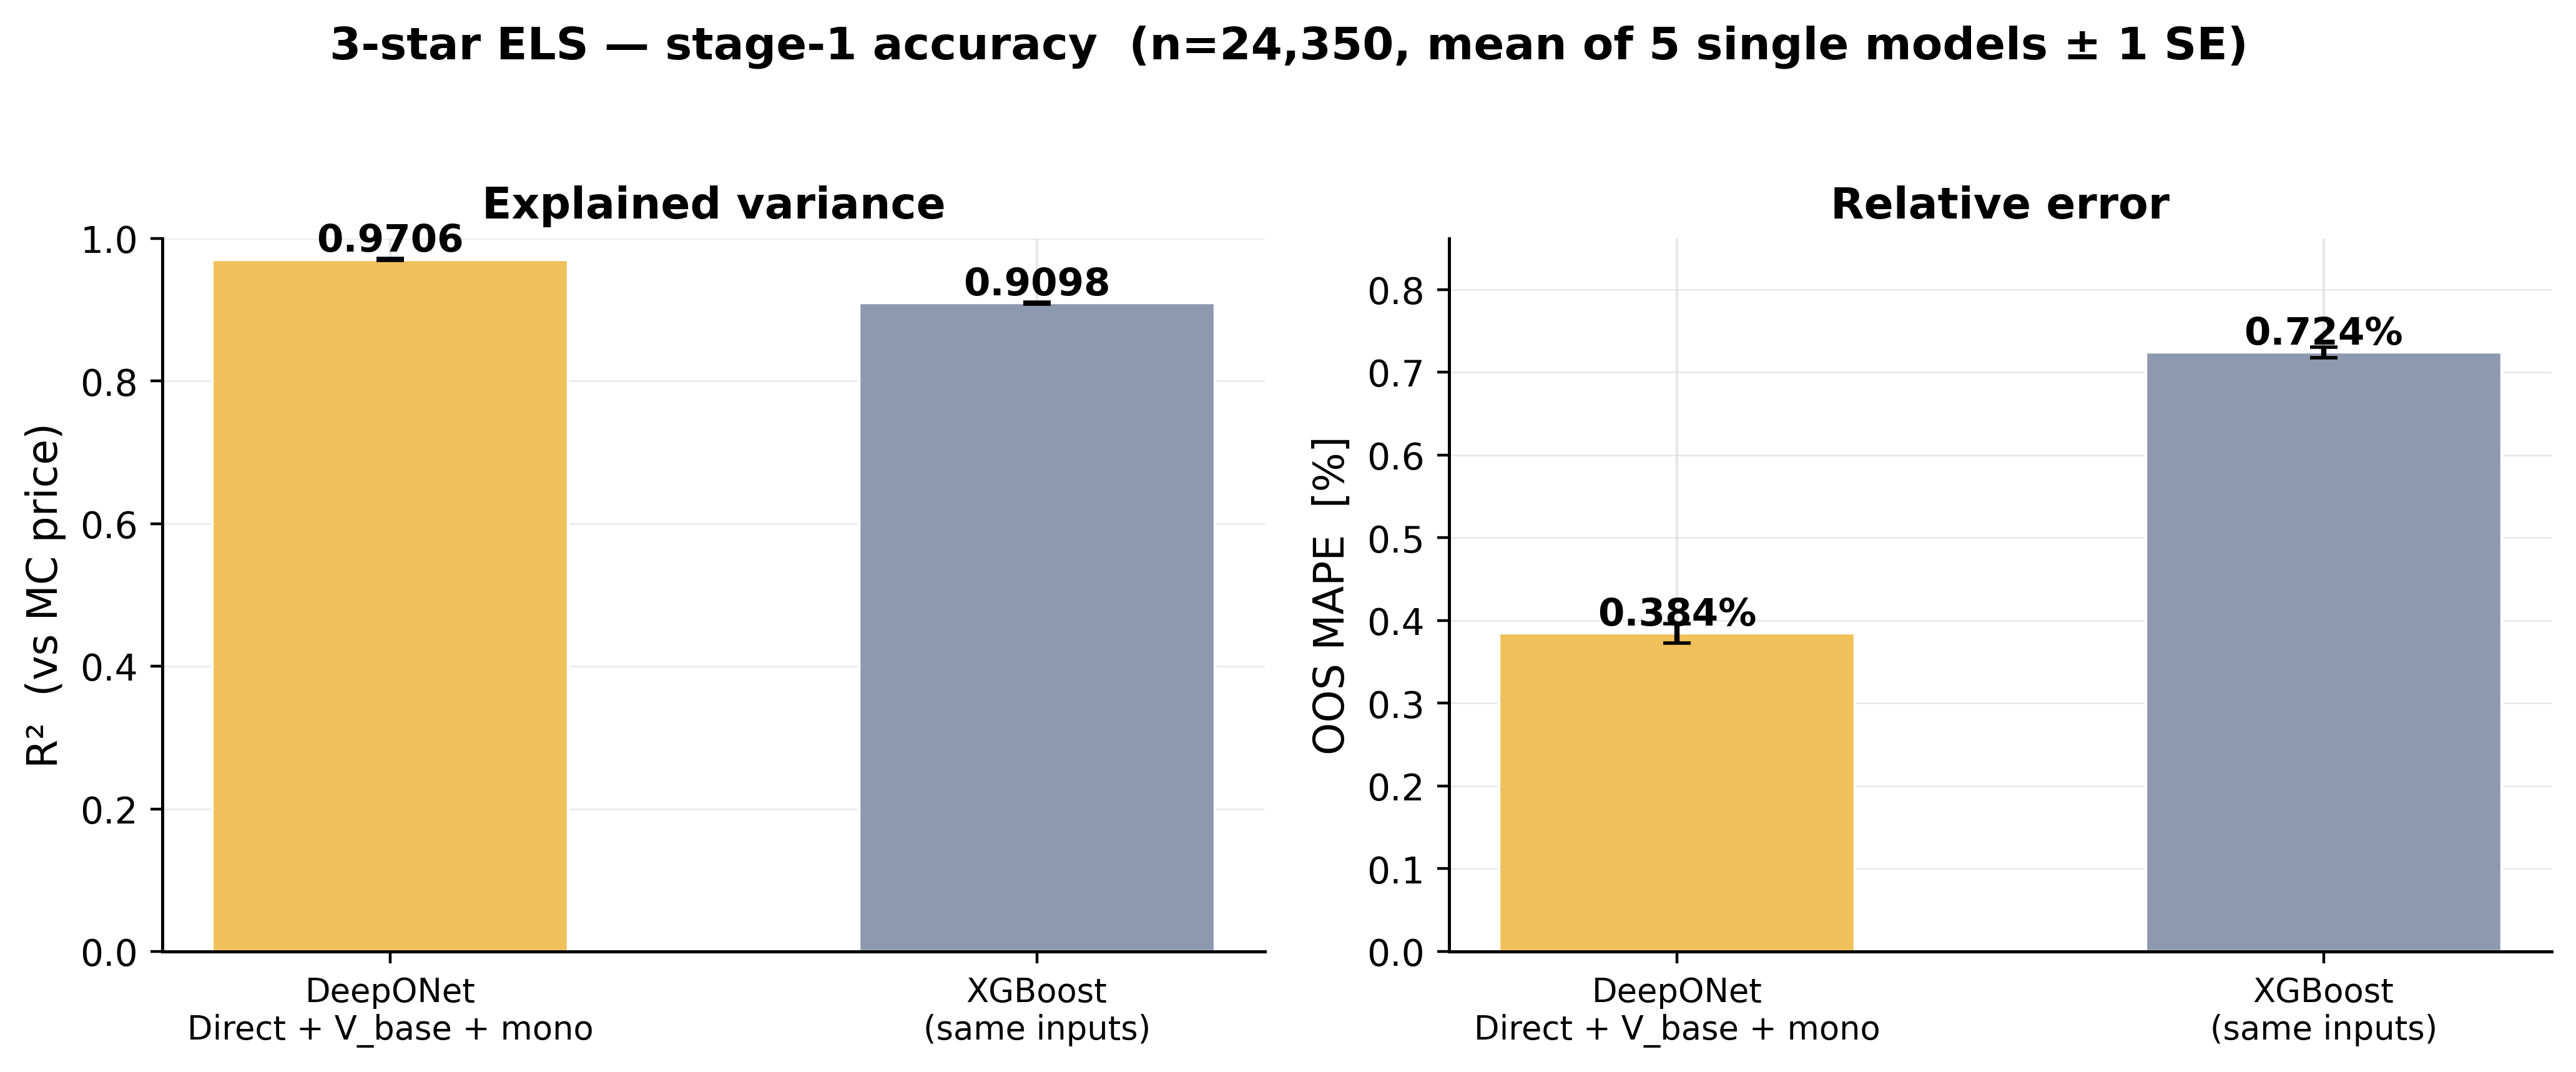 3-star ELS — stage-1 accuracy  (n=24,350, mean of 5 single models ± 1 SE)
Explained variance
R²  (vs MC price)
1.0
0.8
0.6
0.4
0.2
0.0
0.9706
0.9098
DeepONet
Direct + V_base + mono
XGBoost
(same inputs)
Relative error
OOS MAPE  [%]
0.8
0.7
0.6
0.5
0.4
0.3
0.2
0.1
0.0
0.384%
0.724%
DeepONet
Direct + V_base + mono
XGBoost
(same inputs)